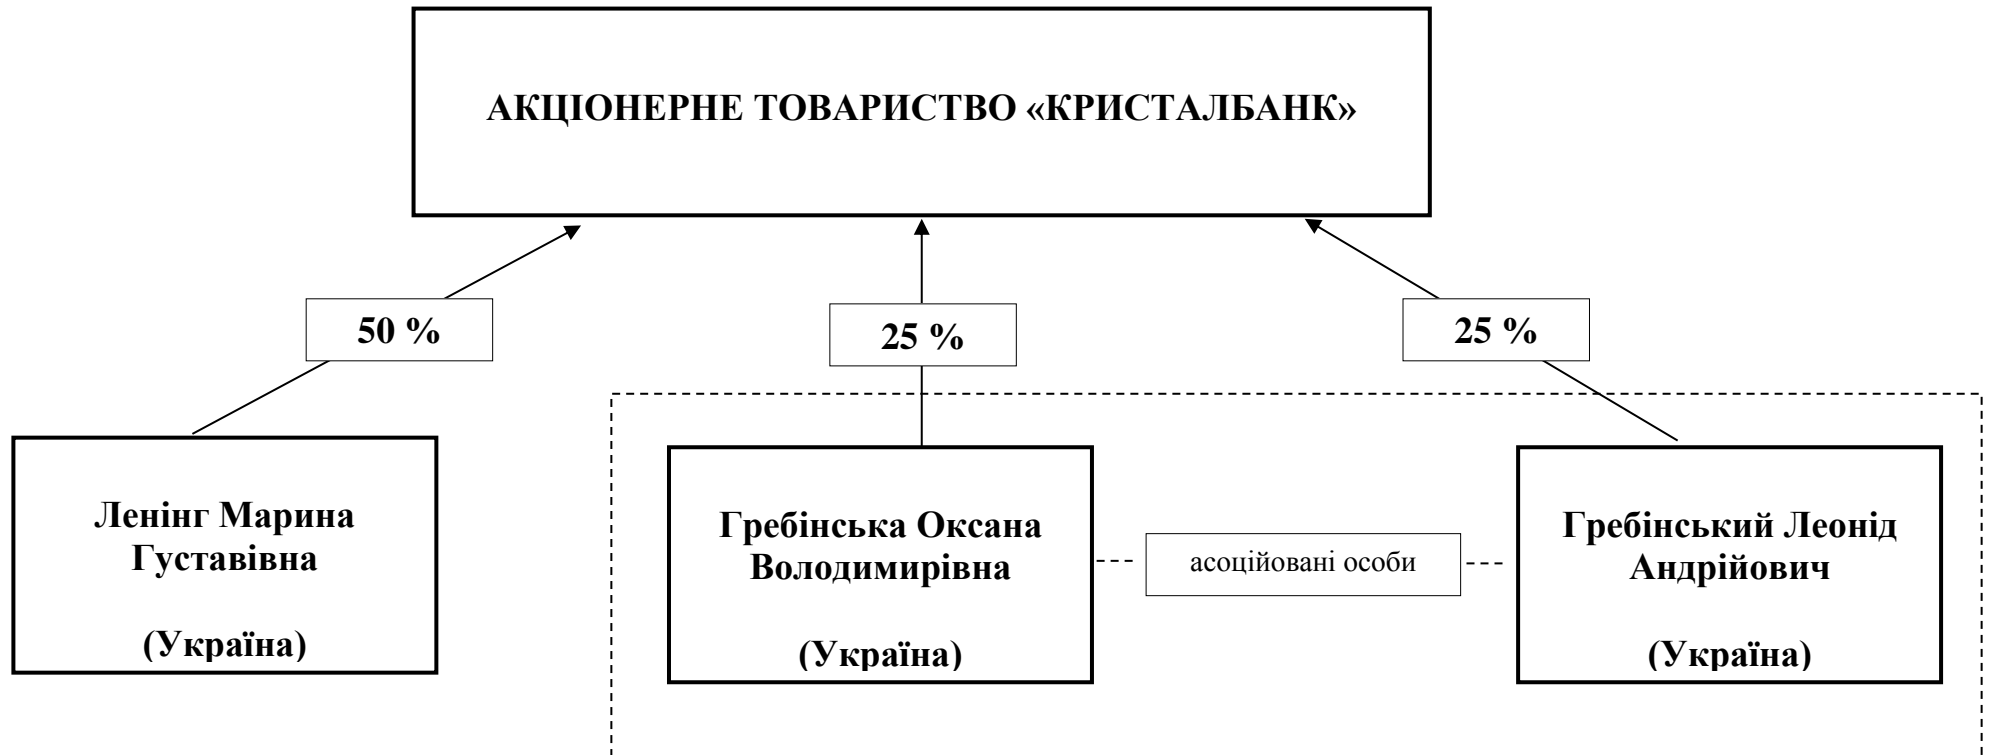 АКЦІОНЕРНЕ ТОВАРИСТВО «КРИСТАЛБАНК»
50 %
25 %
25 %
Ленінг Марина
Густавівна
(Україна)
Гребінська Оксана
Володимирівна
(Україна)
асоційовані особи
Гребінський Леонід
Андрійович
(Україна)